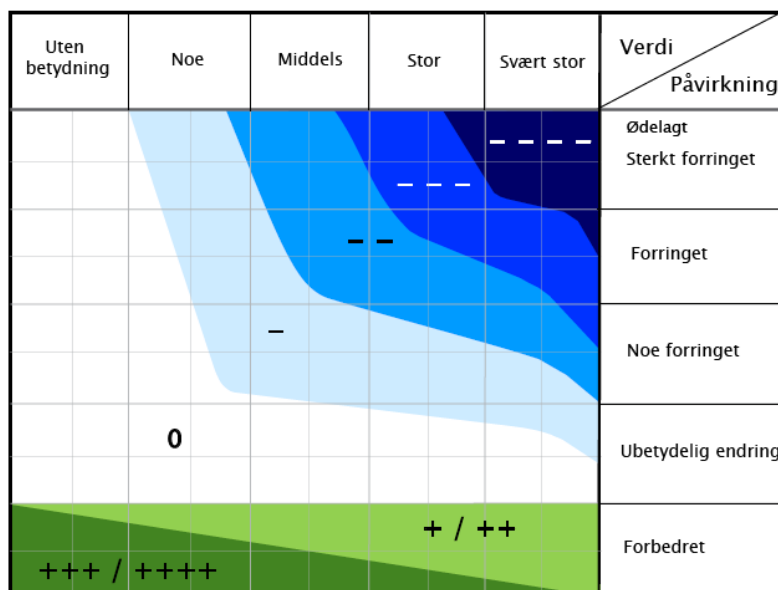 Uten
betydning
Noe
Middels
Stor
Svært stor
Verdi
Påvirkning
Ødelagt
Sterkt forringet
Forringet
Noe forringet
Ubetydelig endring
Forbedret
– – – –
– – –
– –
–
0
+ / ++
+++ / ++++